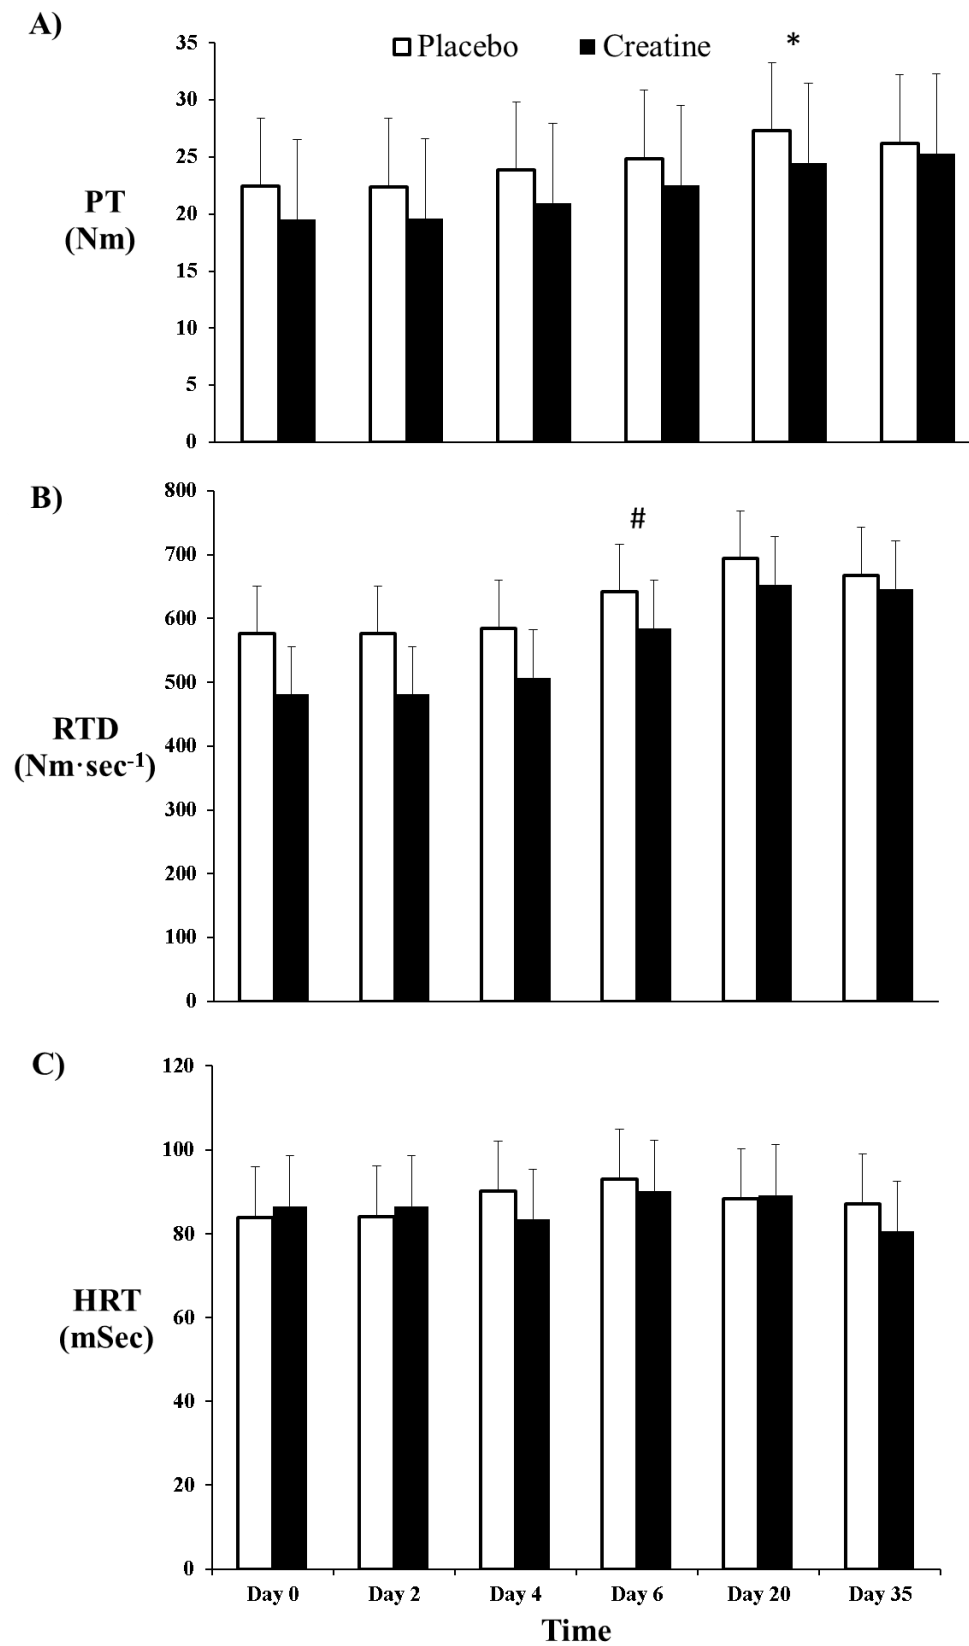 A)
Placebo Creatine *
35
30
25
20
15
10
5
0
PT
(Nm)
B)
800
700
600
500
400
300
200
100
0
#
RTD
(Nm·sec-1)
C)
120
100
80
60
40
20
0
HRT
(mSec)
Day 0 Day 2 Day 4 Day 6 Day 20 Day 35
Time